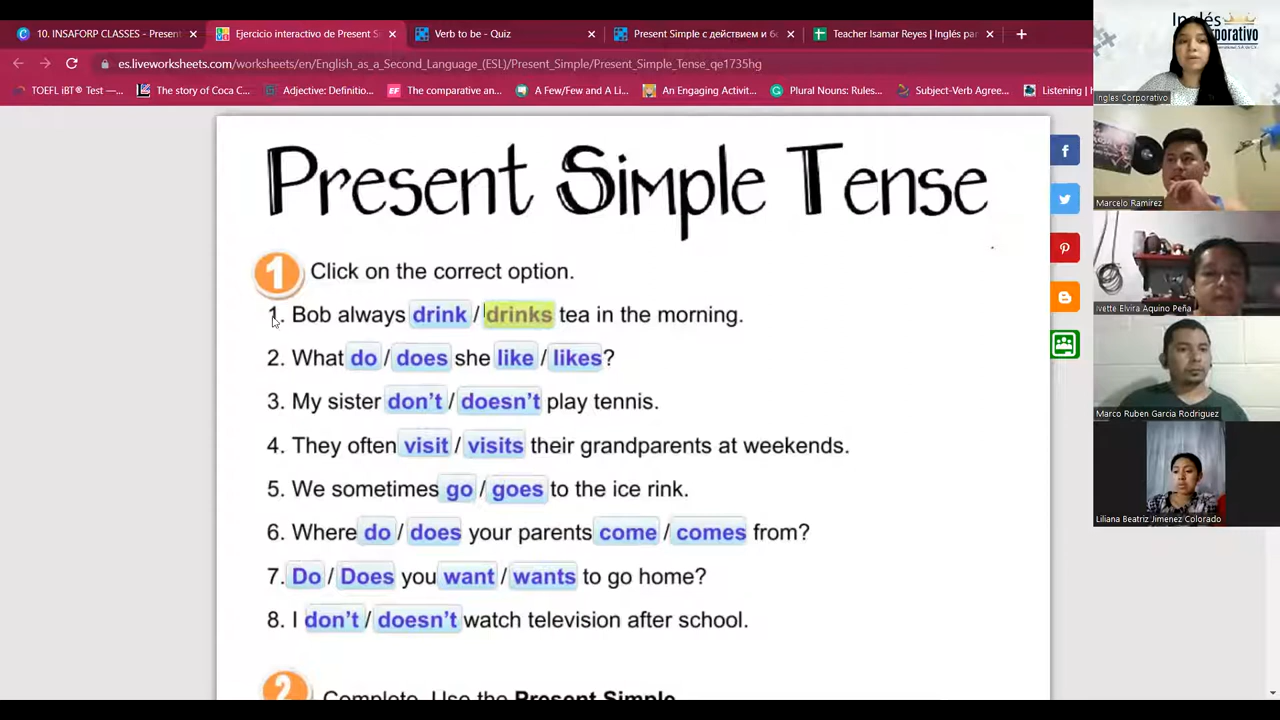 10. INSAFORP CLASSES - Present
Ejercicio interactivo de Present S
Verb to be - Quiz
Present Simple с действием и бо
Teacher Isamar Reyes | Inglés par
es.liveworksheets.com/worksheets/en/English_as_a_Second_Language_(ESL)/Present_Simple/Present_Simple_Tense_qe1735hg
TOEFL iBT® Test —...
The story of Coca C...
Adjective: Definitio...
EF The comparative an...
A Few/Few and A Li...
An Engaging Activit...
Plural Nouns: Rules...
Subject-Verb Agree...
Listening |
Present Simple Tense
1 Click on the correct option.
1. Bob always drink / drinks tea in the morning.
2. What do / does she like / likes?
3. My sister don't / doesn't play tennis.
4. They often visit / visits their grandparents at weekends.
5. We sometimes go / goes to the ice rink.
6. Where do / does your parents come / comes from?
7. Do / Does you want / wants to go home?
8. I don't / doesn't watch television after school.
2 Complete. Use the Present Simple
Ingles Corporativo
Marcelo Ramirez
Ivette Elvira Aquino Peña
Marco Ruben Garcia Rodriguez
Liliana Beatriz Jimenez Colorado